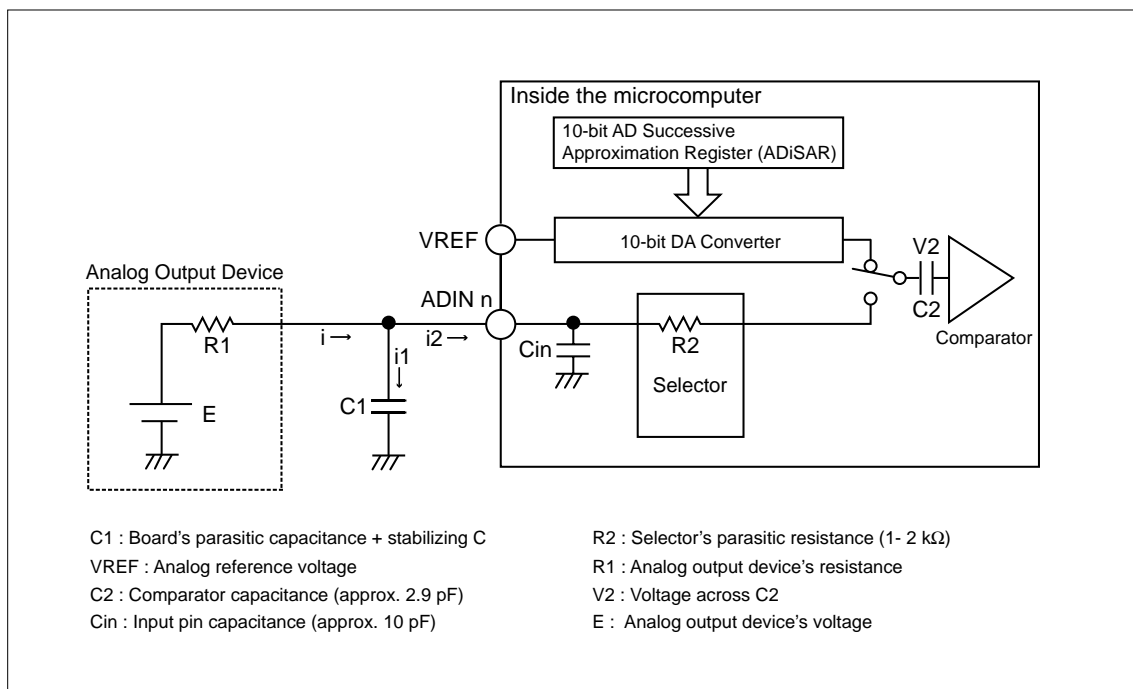 Inside the microcomputer
10-bit AD Successive
Approximation Register (ADiSAR)
VREF
10-bit DA Converter
V2
C2
Comparator
Analog Output Device
ADIN n
R1
i →
i2 →
i1
↓
Cin
R2
Selector
E
C1
C1 : Board's parasitic capacitance + stabilizing C
VREF : Analog reference voltage
C2 : Comparator capacitance (approx. 2.9 pF)
Cin : Input pin capacitance (approx. 10 pF)
R2 : Selector's parasitic resistance (1- 2 kΩ)
R1 : Analog output device's resistance
V2 : Voltage across C2
E : Analog output device's voltage